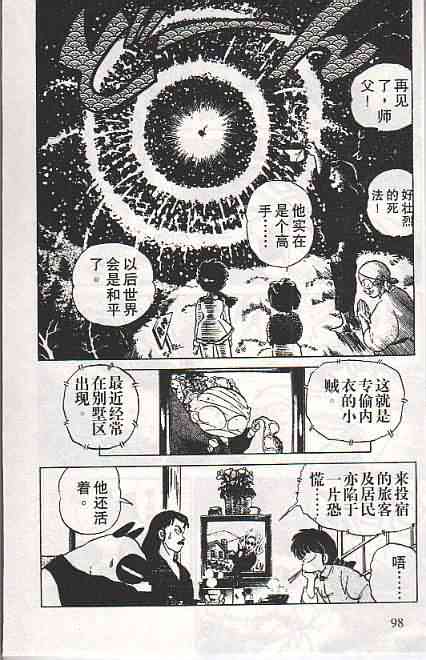 再见
了，师
父！
好壮烈
的死
法！
他实在
是个高
手……
以后世界
会是和平
了。
这就是
专偷内
衣的小
贼。
最近经常
在别墅区
出现。
来投宿
的旅客
及居民
亦陷于
一片恐
慌……
他还活
着。
唔……
98